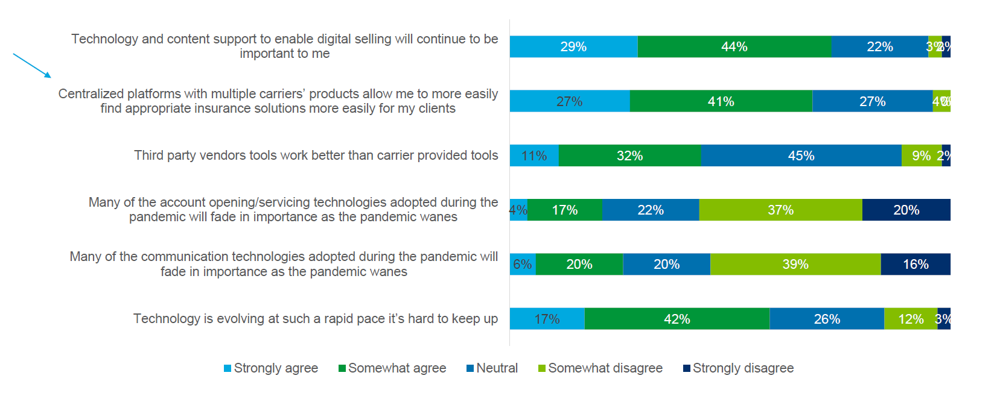 Technology and content support to enable digital selling will continue to be
important to me
29% 44% 22% 3% 2%
Centralized platforms with multiple carriers’ products allow me to more easily
find appropriate insurance solutions more easily for my clients
27% 41% 27% 4%
Third party vendors tools work better than carrier provided tools
11% 32% 45% 9% 2%
Many of the account opening/servicing technologies adopted during the
pandemic will fade in importance as the pandemic wanes
4% 17% 22% 37% 20%
Many of the communication technologies adopted during the pandemic will
fade in importance as the pandemic wanes
6% 20% 20% 39% 16%
Technology is evolving at such a rapid pace it’s hard to keep up
17% 42% 26% 12% 3%
Strongly agree Somewhat agree Neutral Somewhat disagree Strongly disagree